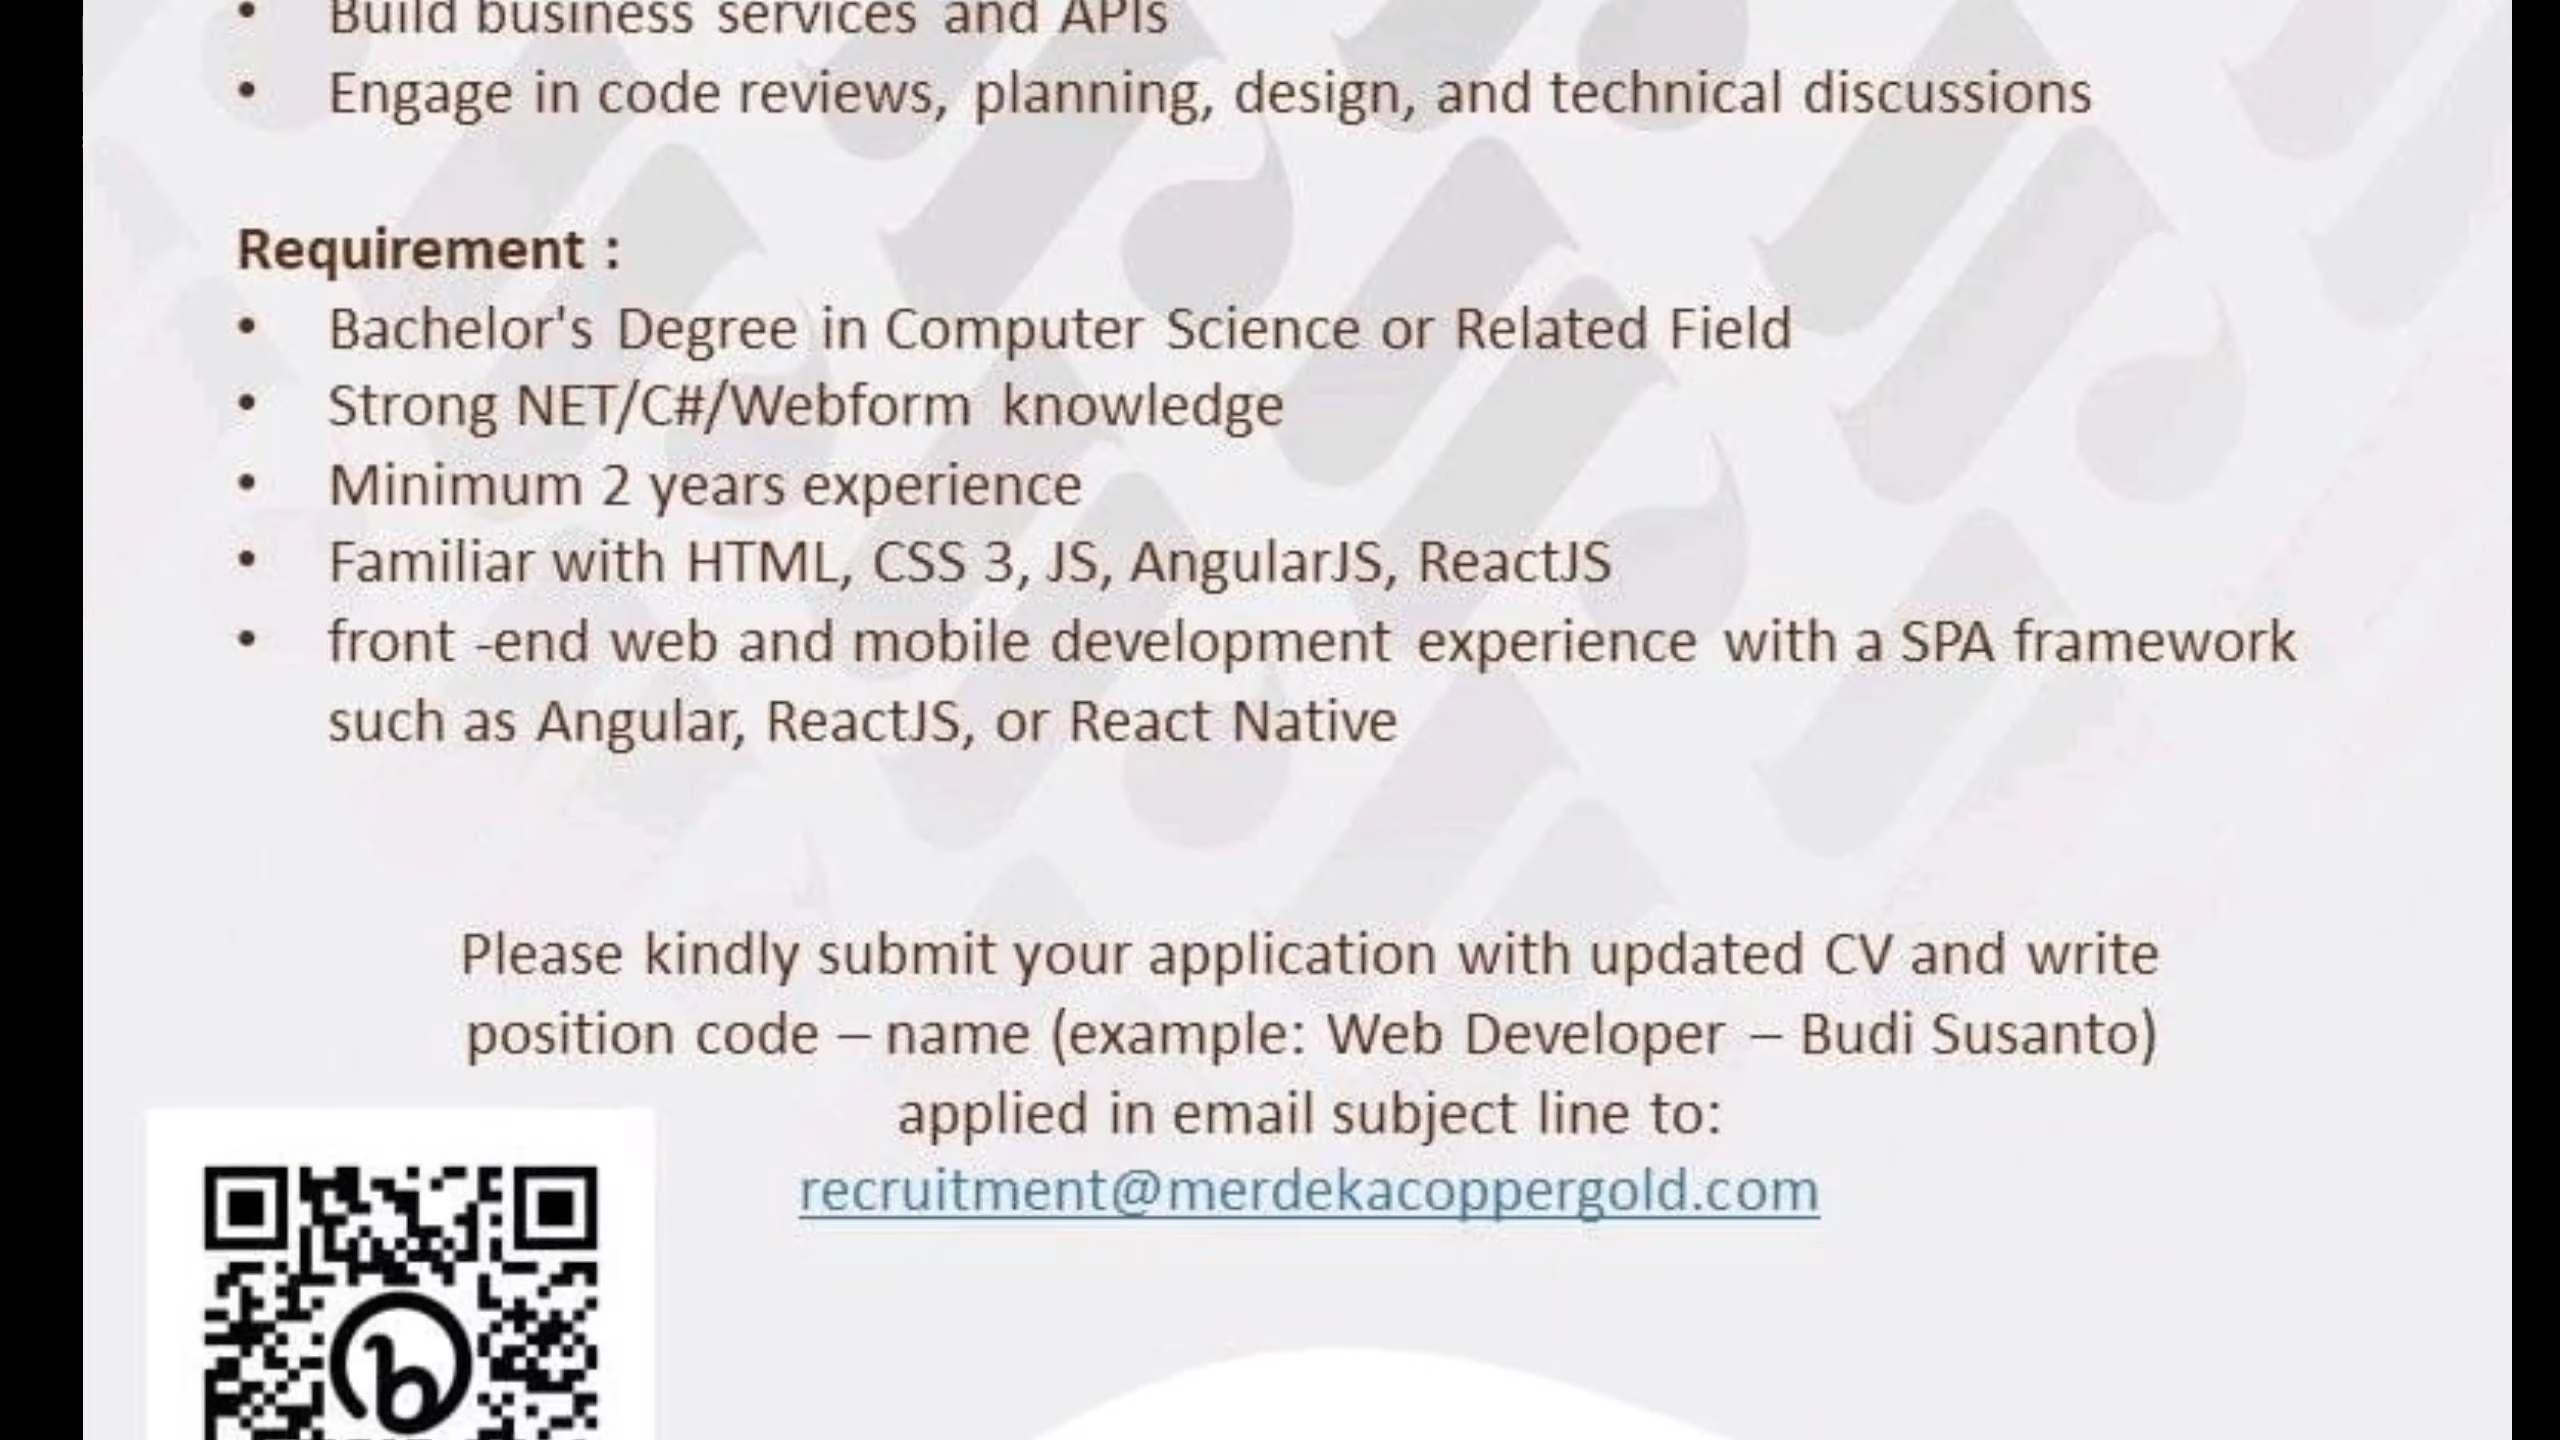 • Build business services and APIs
• Engage in code reviews, planning, design, and technical discussions
Requirement :
• Bachelor's Degree in Computer Science or Related Field
• Strong NET/C#/Webform knowledge
• Minimum 2 years experience
• Familiar with HTML, CSS 3, JS, AngularJS, ReactJS
• front -end web and mobile development experience with a SPA framework
such as Angular, ReactJS, or React Native
Please kindly submit your application with updated CV and write
position code – name (example: Web Developer – Budi Susanto)
applied in email subject line to:
recruitment@merdekacoppergold.com
b